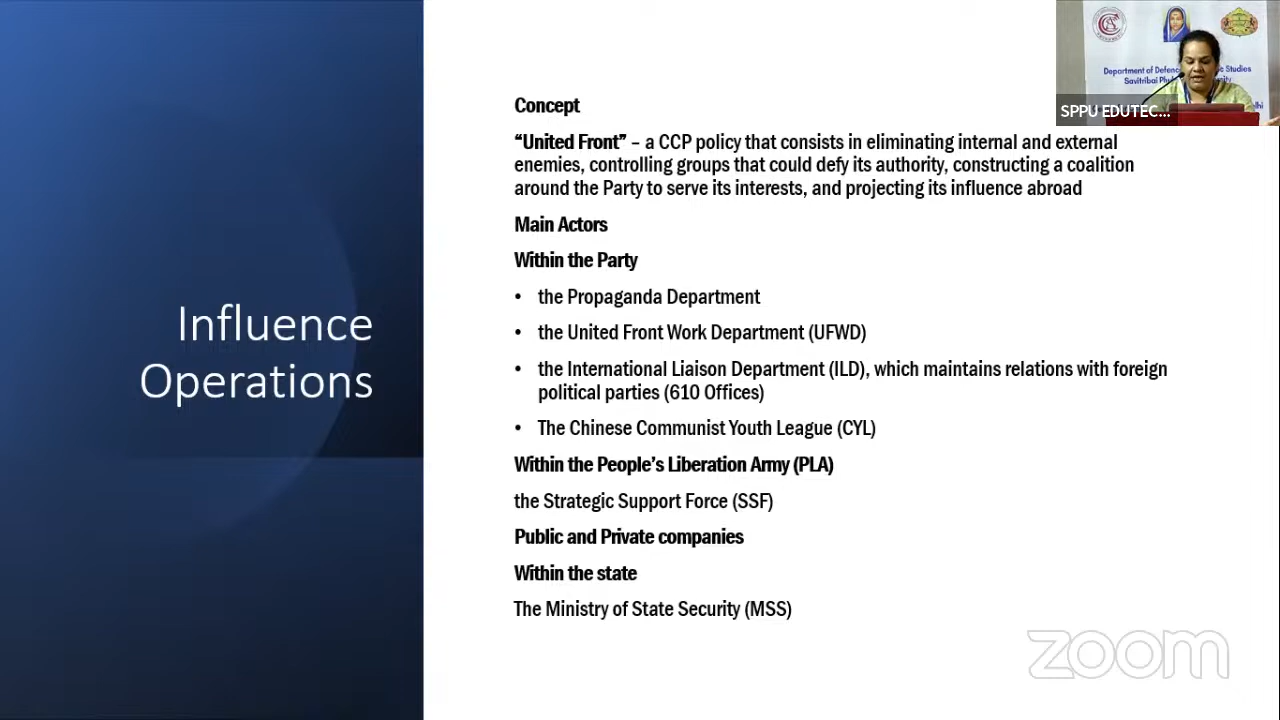 Influence
Operations
Concept
“United Front” – a CCP policy that consists in eliminating internal and external
enemies, controlling groups that could defy its authority, constructing a coalition
around the Party to serve its interests, and projecting its influence abroad
Main Actors
Within the Party
• the Propaganda Department
• the United Front Work Department (UFWD)
• the International Liaison Department (ILD), which maintains relations with foreign
political parties (610 Offices)
• The Chinese Communist Youth League (CYL)
Within the People’s Liberation Army (PLA)
the Strategic Support Force (SSF)
Public and Private companies
Within the state
The Ministry of State Security (MSS)
Department of Studies
Savitribai
SPPU EDUTEC...
zoom